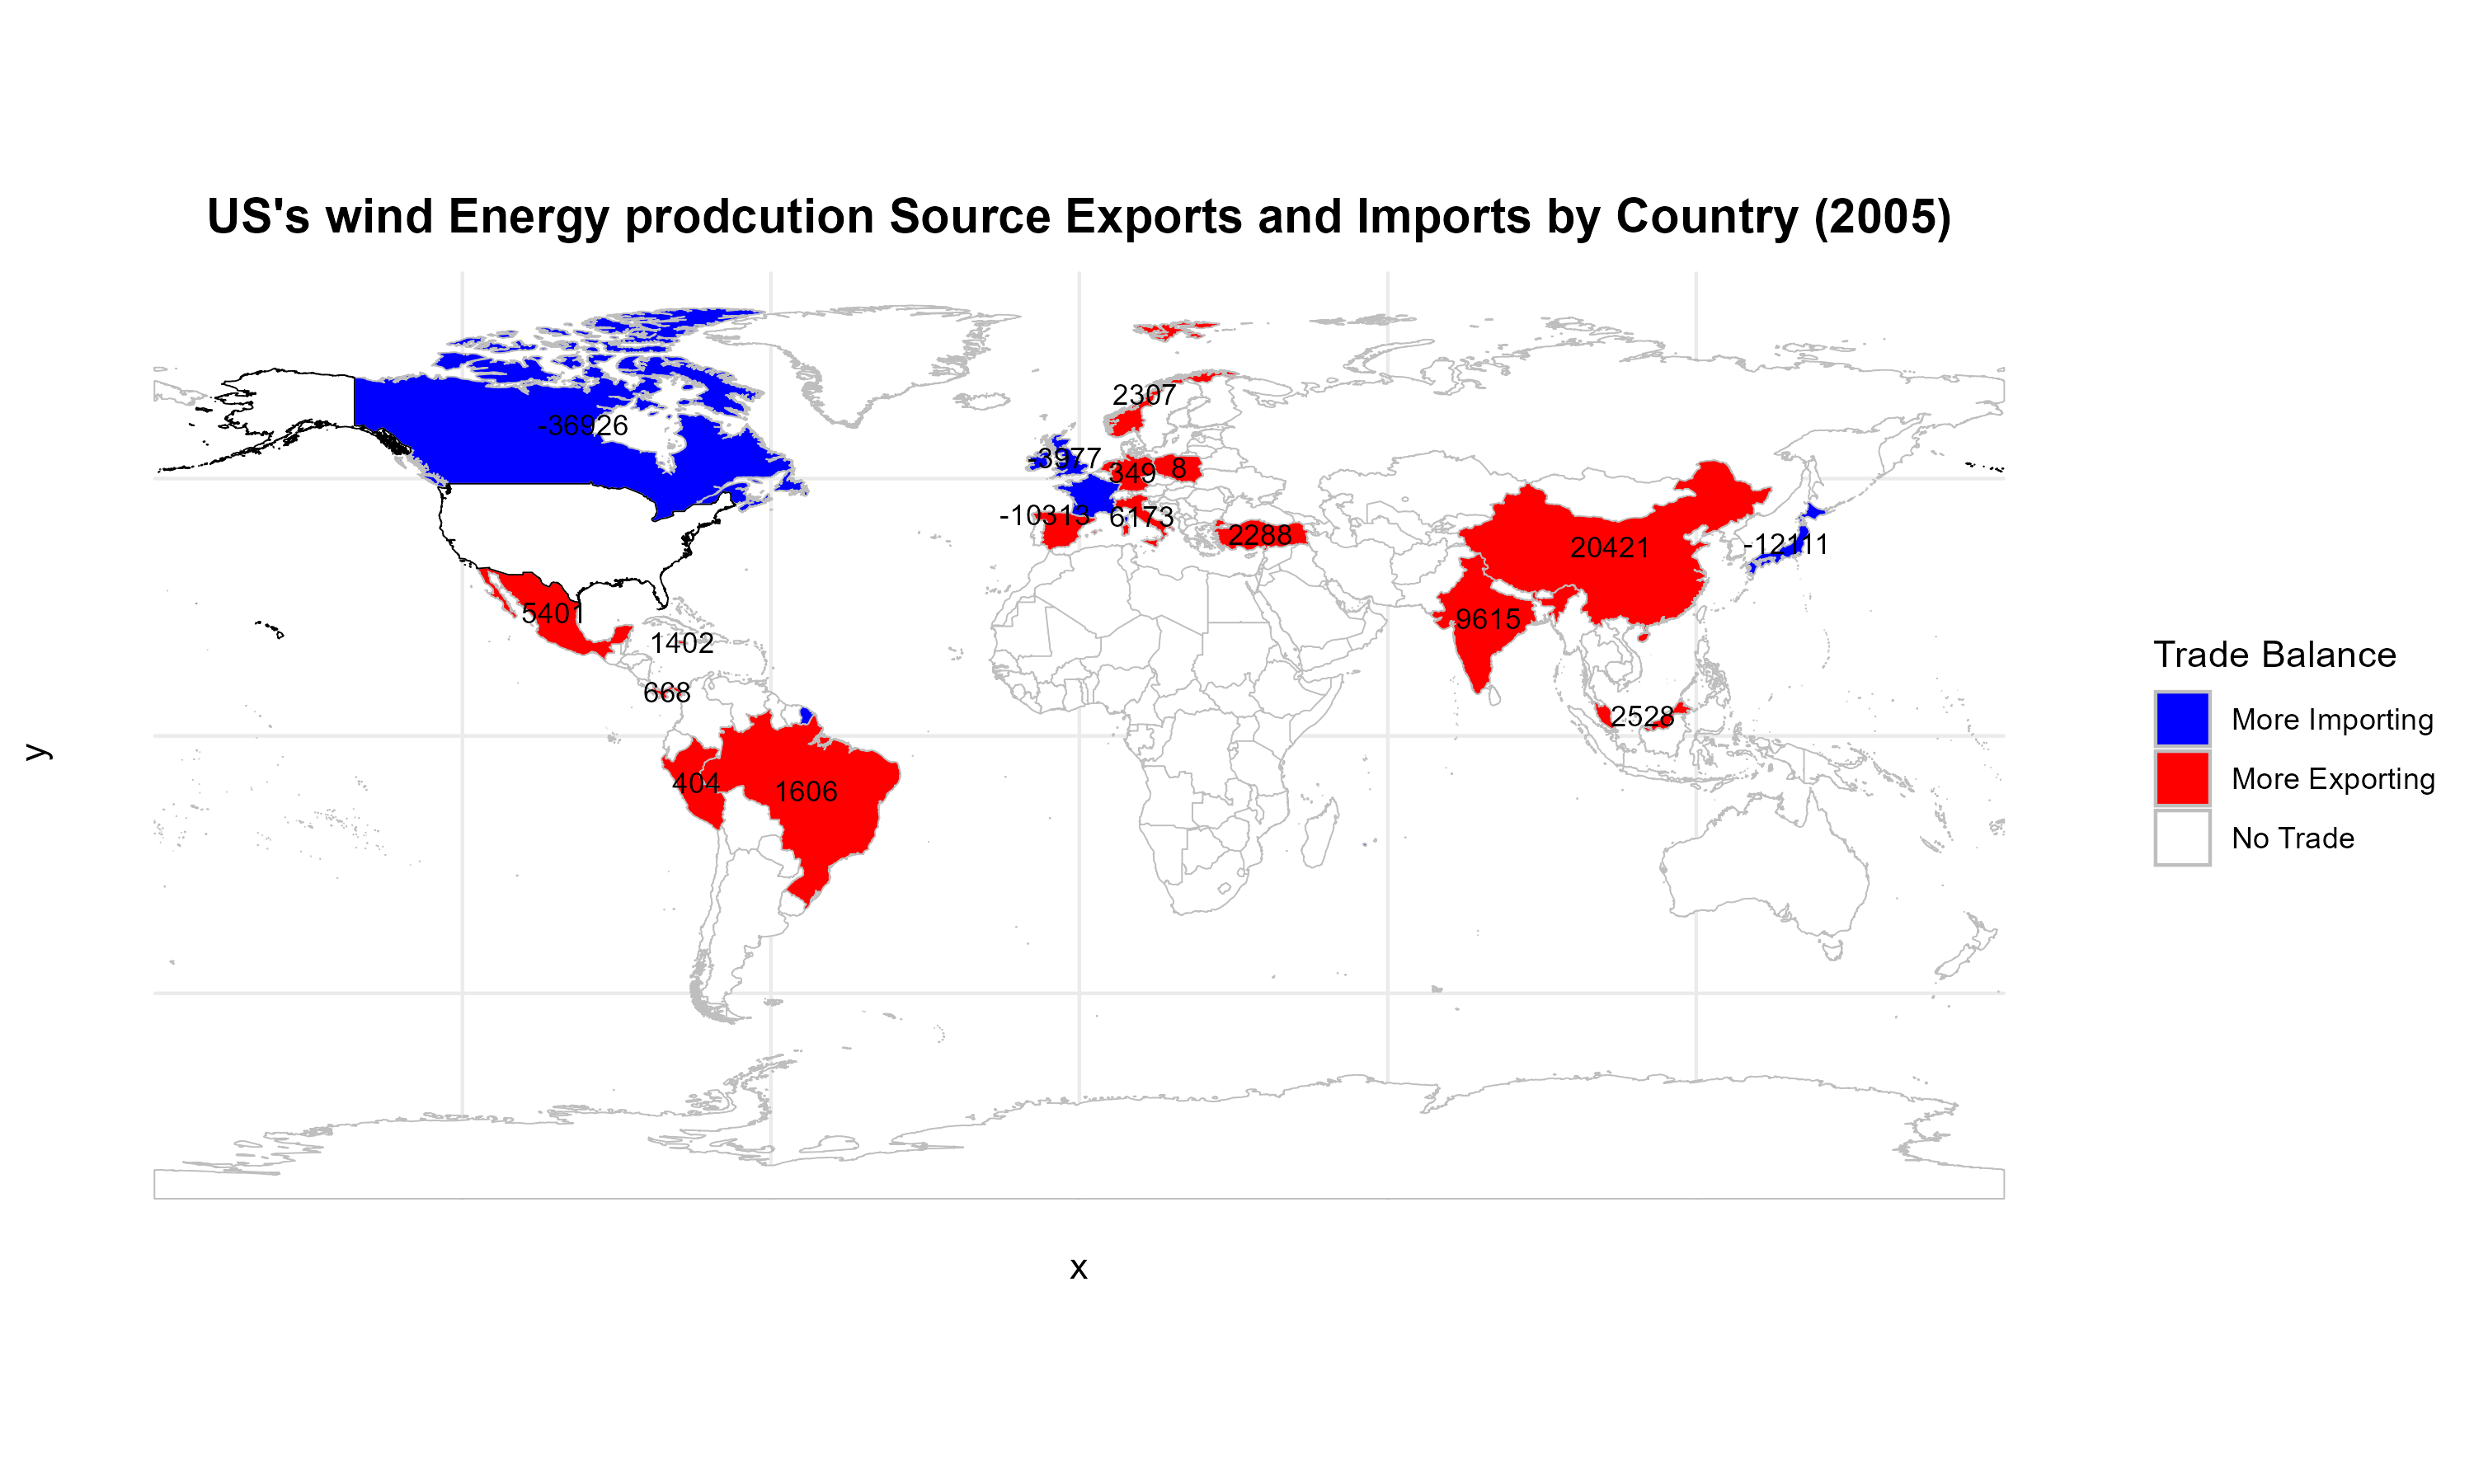 US's wind Energy prodcution Source Exports and Imports by Country (2005)
2307
-36926
-3977
349
8
-10313
6173
2288
20421
-12111
5401
9615
1402
668
2528
404
1606
y
x
Trade Balance
More Importing
More Exporting
No Trade